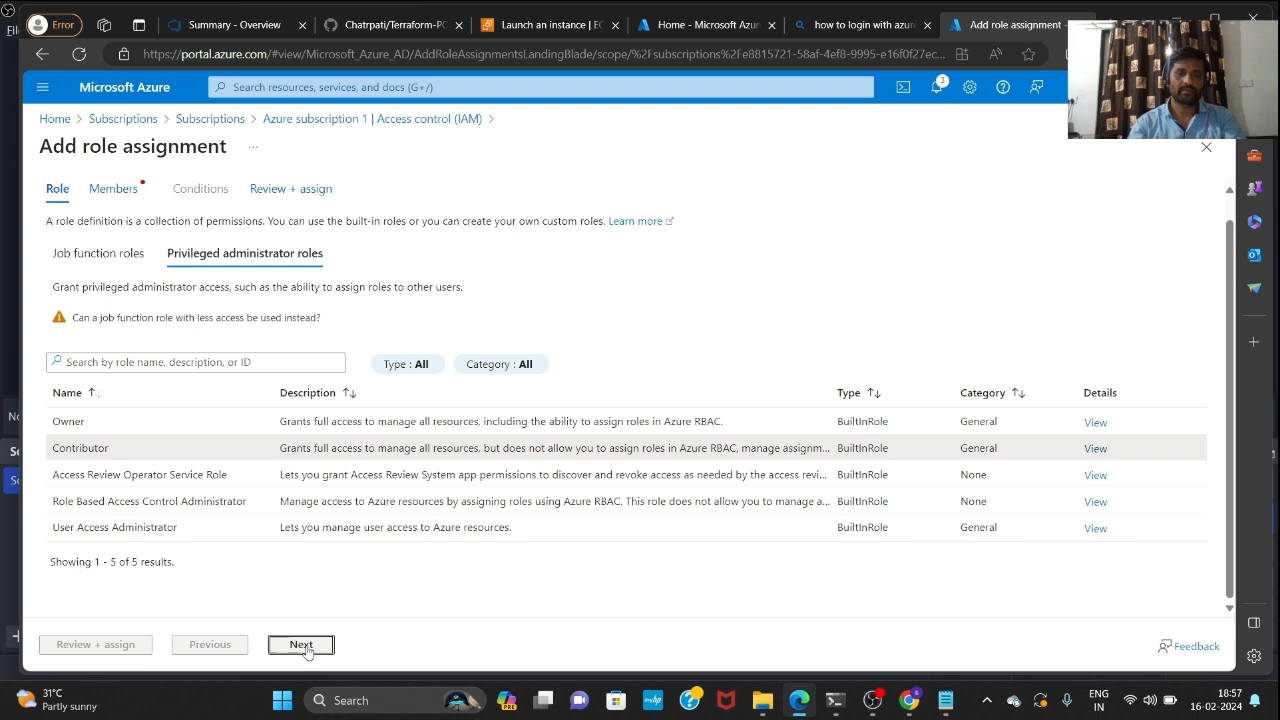 Error
Summary - Overview
Chatpati/Terraform-PO
Launch an instance | EC
Home - Microsoft Az
how to login with azur
Add role assignment
https://portal.azure.com/#view/Microsoft_Azure_AD/AddRoleAssignmentsLandingBlade/scope/%2Fsubscriptions%2Fe8815721-58af-4ef8-9995-e16f0f27ec...
Microsoft Azure
Search resources, services, and docs (G+/)
3
Home > Subscriptions > Subscriptions > Azure subscription 1 | Access control (IAM) >
Add role assignment ...
Role Members Conditions Review + assign
A role definition is a collection of permissions. You can use the built-in roles or you can create your own custom roles. Learn more
Job function roles Privileged administrator roles
Grant privileged administrator access, such as the ability to assign roles to other users.
Can a job function role with less access be used instead?
Search by role name, description, or ID
Type : All
Category : All
Name Description Type Category Details
Owner Grants full access to manage all resources, including the ability to assign roles in Azure RBAC. BuiltInRole General View
Contributor Grants full access to manage all resources, but does not allow you to assign roles in Azure RBAC, manage assignm... BuiltInRole General View
Access Review Operator Service Role Lets you grant Access Review System app permissions to discover and revoke access as needed by the access revi... BuiltInRole None View
Role Based Access Control Administrator Manage access to Azure resources by assigning roles using Azure RBAC. This role does not allow you to manage a... BuiltInRole None View
User Access Administrator Lets you manage user access to Azure resources. BuiltInRole General View
Showing 1 - 5 of 5 results.
Review + assign Previous Next
Feedback
31°C
Partly sunny
Search
ENG
IN
18:57
16-02-2024